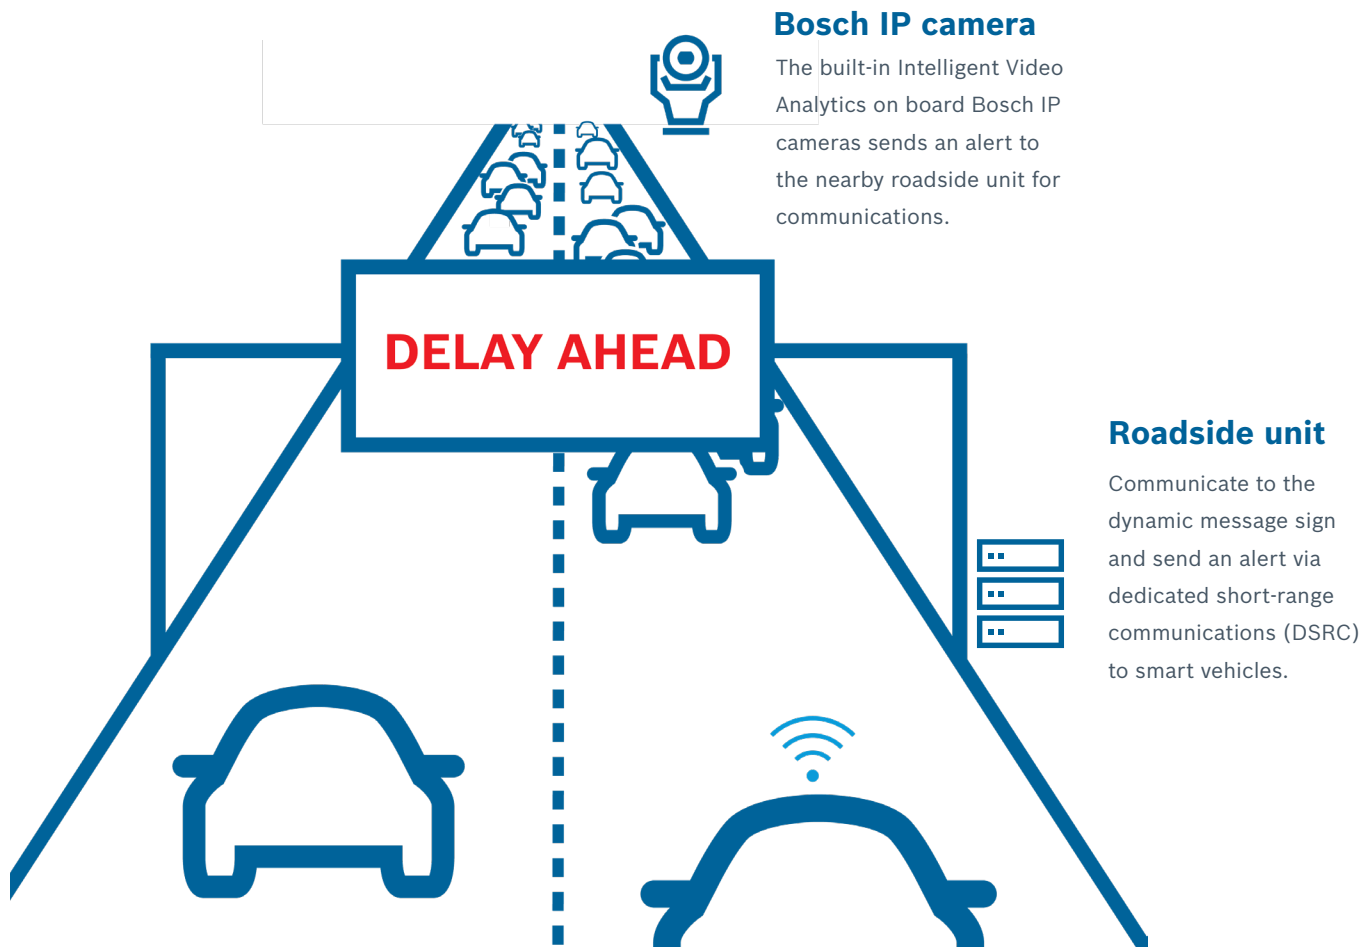 Bosch IP camera
The built-in Intelligent Video
Analytics on board Bosch IP
cameras sends an alert to
the nearby roadside unit for
communications.
DELAY AHEAD
Roadside unit
Communicate to the
dynamic message sign
and send an alert via
dedicated short-range
communications (DSRC)
to smart vehicles.